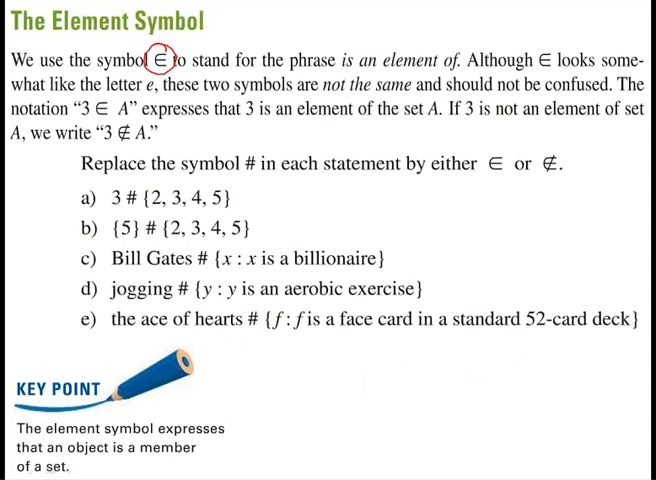 The Element Symbol
We use the symbol ∈ to stand for the phrase is an element of. Although ∈ looks some-
what like the letter e, these two symbols are not the same and should not be confused. The
notation “3 ∈ A” expresses that 3 is an element of the set A. If 3 is not an element of set
A, we write “3 ∉ A.”
Replace the symbol # in each statement by either ∈ or ∉.
a) 3 # {2, 3, 4, 5}
b) {5} # {2, 3, 4, 5}
c) Bill Gates # {x : x is a billionaire}
d) jogging # {y : y is an aerobic exercise}
e) the ace of hearts # {f : f is a face card in a standard 52-card deck}
KEY POINT
The element symbol expresses
that an object is a member
of a set.